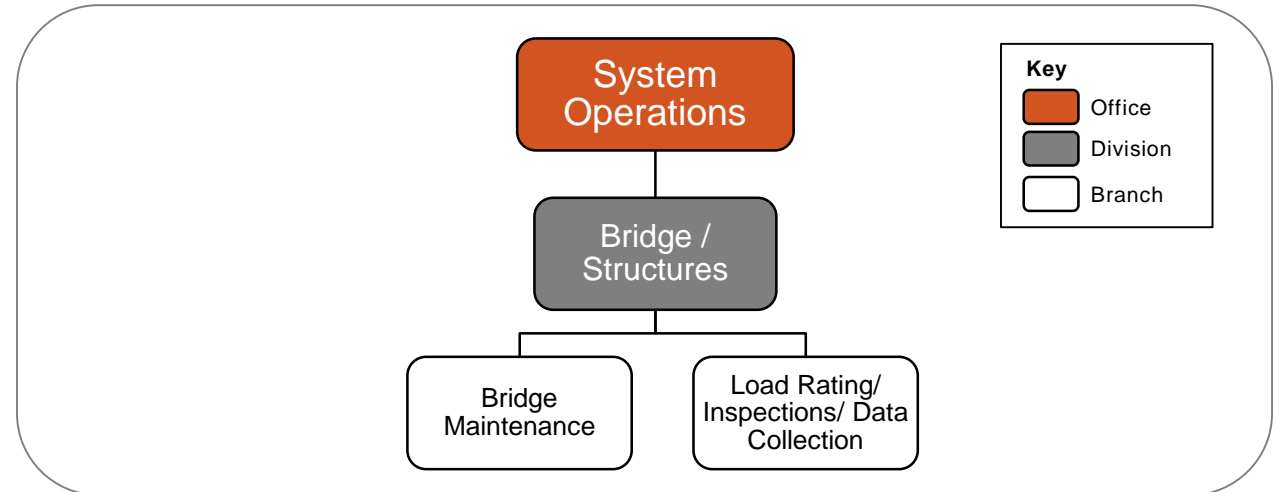 System
Operations
Key
Office
Division
Branch
Bridge /
Structures
Bridge
Maintenance
Load Rating/
Inspections/ Data
Collection